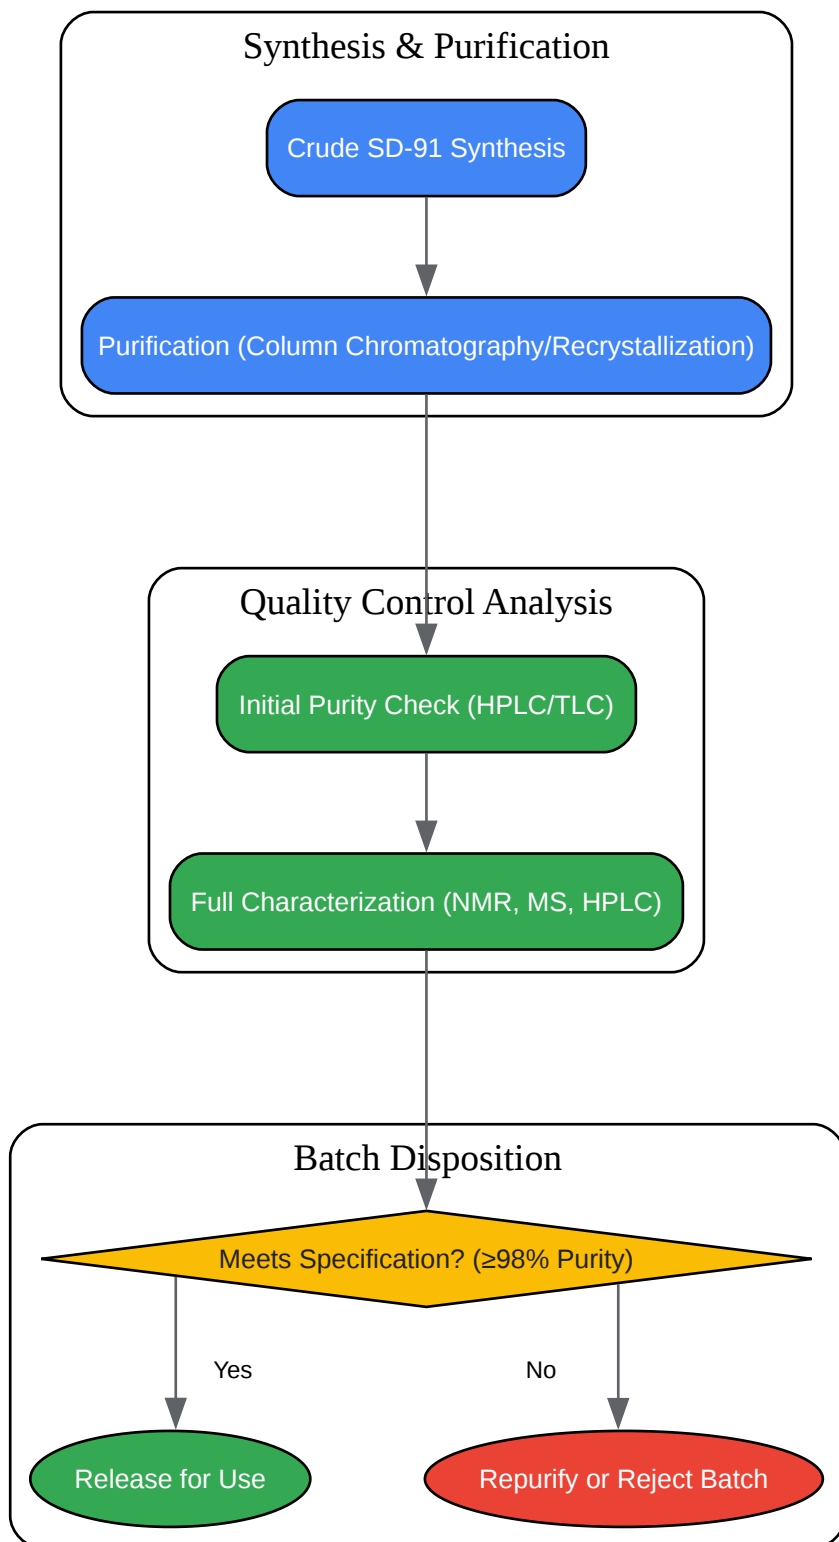 Synthesis & Purification
Crude SD-91 Synthesis
Purification (Column Chromatography/Recrystallization)
Quality Control Analysis
Initial Purity Check (HPLC/TLC)
Full Characterization (NMR, MS, HPLC)
Batch Disposition
Meets Specification? (≥98% Purity)
Yes
No
Release for Use
Repurify or Reject Batch